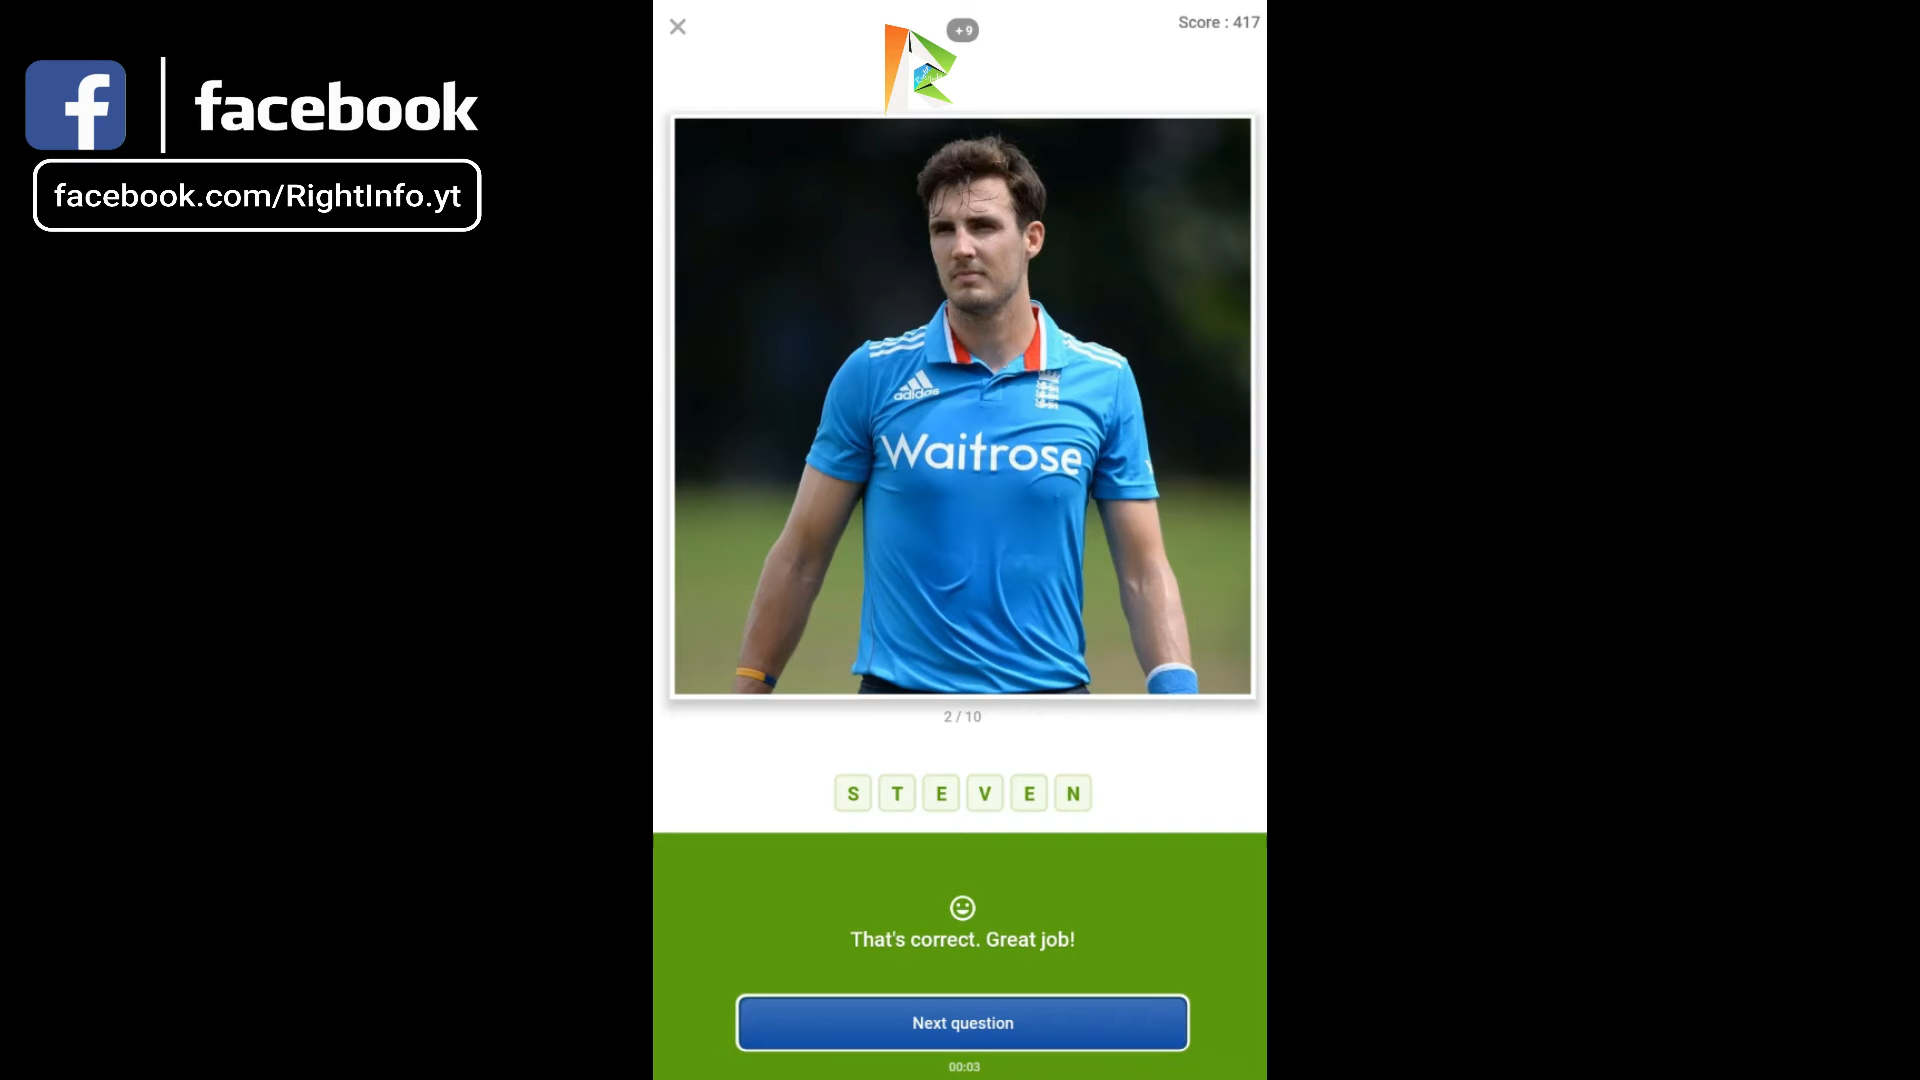 facebook
facebook.com/RightInfo.yt
+9
Score : 417
adidas
Waitrose
2 / 10
STEVEN
That's correct. Great job!
Next question
00:03